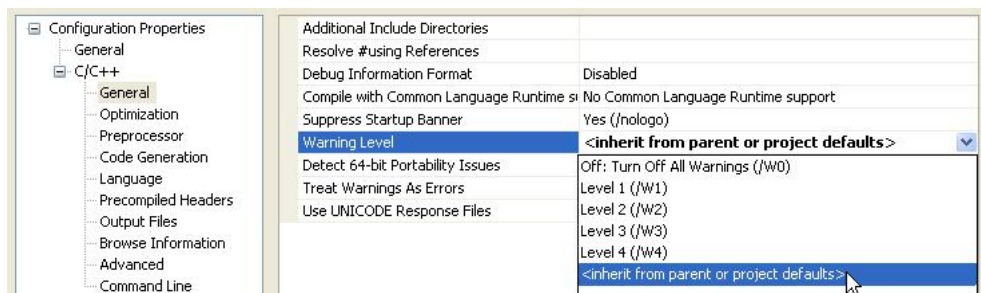 Configuration Properties
General
C/C++
General
Optimization
Preprocessor
Code Generation
Language
Precompiled Headers
Output Files
Browse Information
Advanced
Command Line
Additional Include Directories
Resolve #using References
Debug Information Format Disabled
Compile with Common Language Runtime No Common Language Runtime support
Suppress Startup Banner Yes (/nologo)
Warning Level <inherit from parent or project defaults>
Detect 64-bit Portability Issues
Treat Warnings As Errors
Use UNICODE Response Files
Off: Turn Off All Warnings (/W0)
Level 1 (/W1)
Level 2 (/W2)
Level 3 (/W3)
Level 4 (/W4)
<inherit from parent or project defaults>